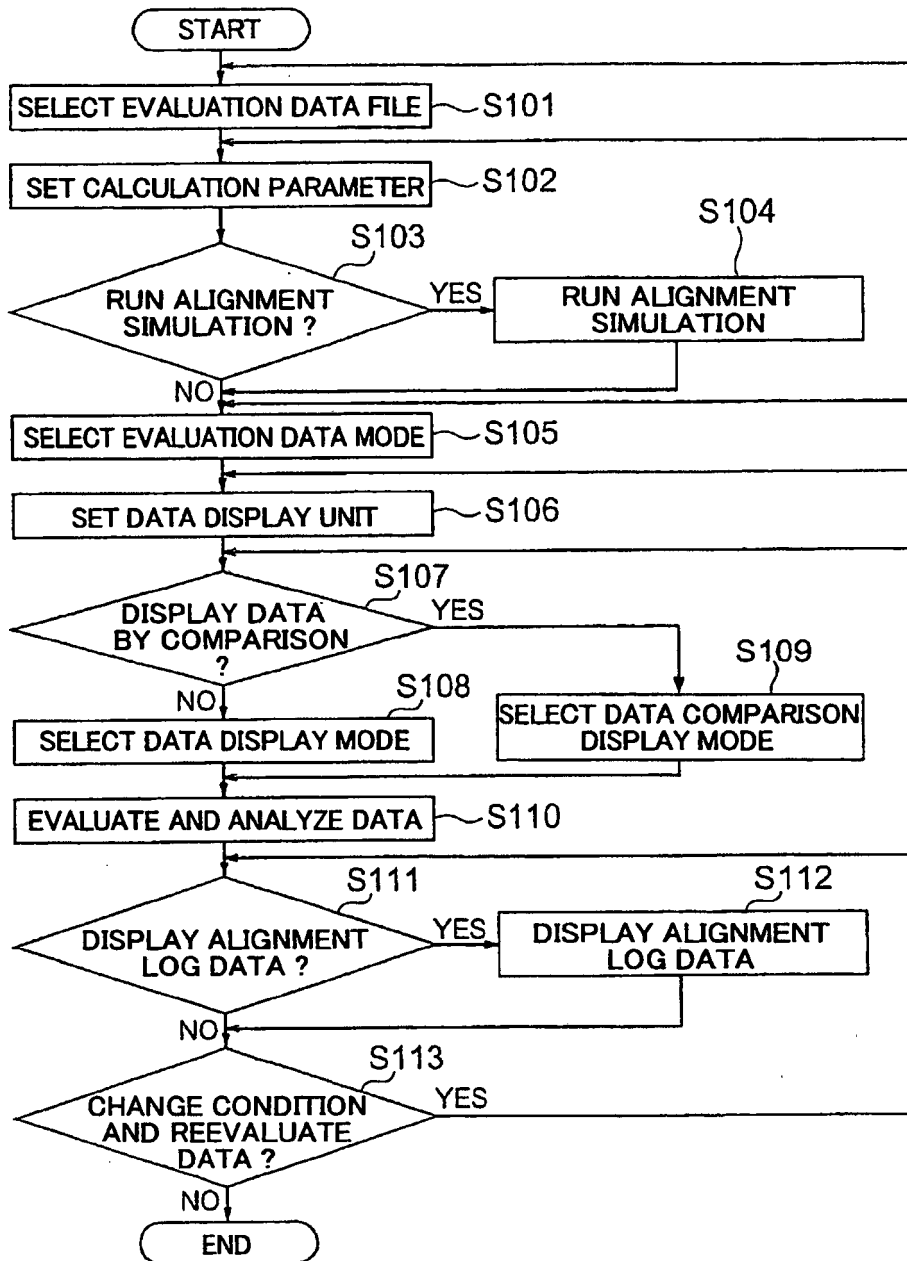 START
SELECT EVALUATION DATA FILE
S101
SET CALCULATION PARAMETER
S102
S103
RUN ALIGNMENT
SIMULATION ?
YES
S104
RUN ALIGNMENT
SIMULATION
NO
SELECT EVALUATION DATA MODE
S105
SET DATA DISPLAY UNIT
S106
S107
DISPLAY DATA
BY COMPARISON
?
YES
NO
S108
SELECT DATA DISPLAY MODE
S109
SELECT DATA COMPARISON
DISPLAY MODE
EVALUATE AND ANALYZE DATA
S110
S111
DISPLAY ALIGNMENT
LOG DATA ?
YES
S112
DISPLAY ALIGNMENT
LOG DATA
NO
S113
CHANGE CONDITION
AND REEVALUATE
DATA ?
YES
NO
END